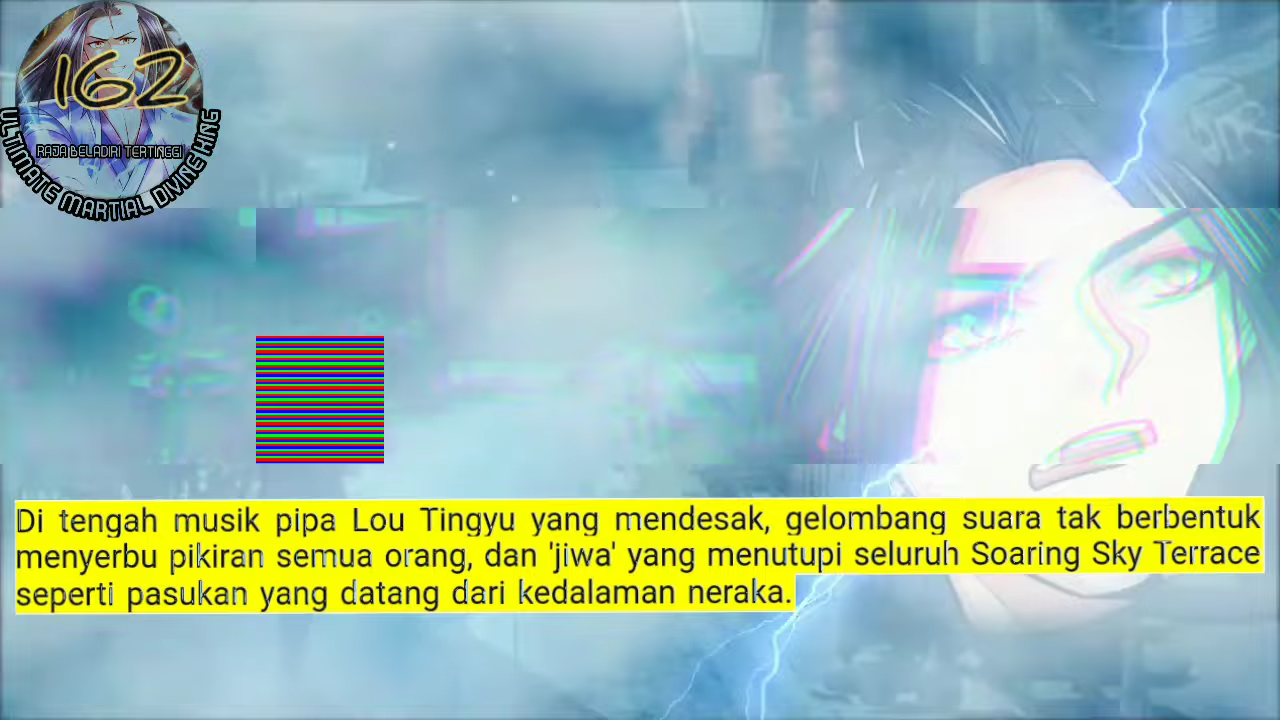 162
RAJA BELADIRI TERTINGGI
ULTIMATE MARTIAL DIVINE KING
Di tengah musik pipa Lou Tingyu yang mendesak, gelombang suara tak berbentuk
menyerbu pikiran semua orang, dan 'jiwa' yang menutupi seluruh Soaring Sky Terrace
seperti pasukan yang datang dari kedalaman neraka.